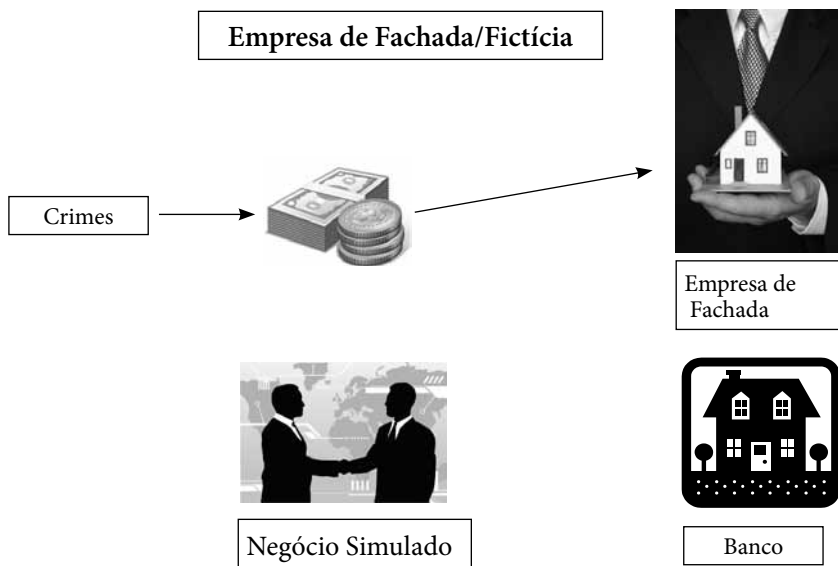 Empresa de Fachada/Fictícia
Crimes
Empresa de
Fachada
Negócio Simulado
Banco